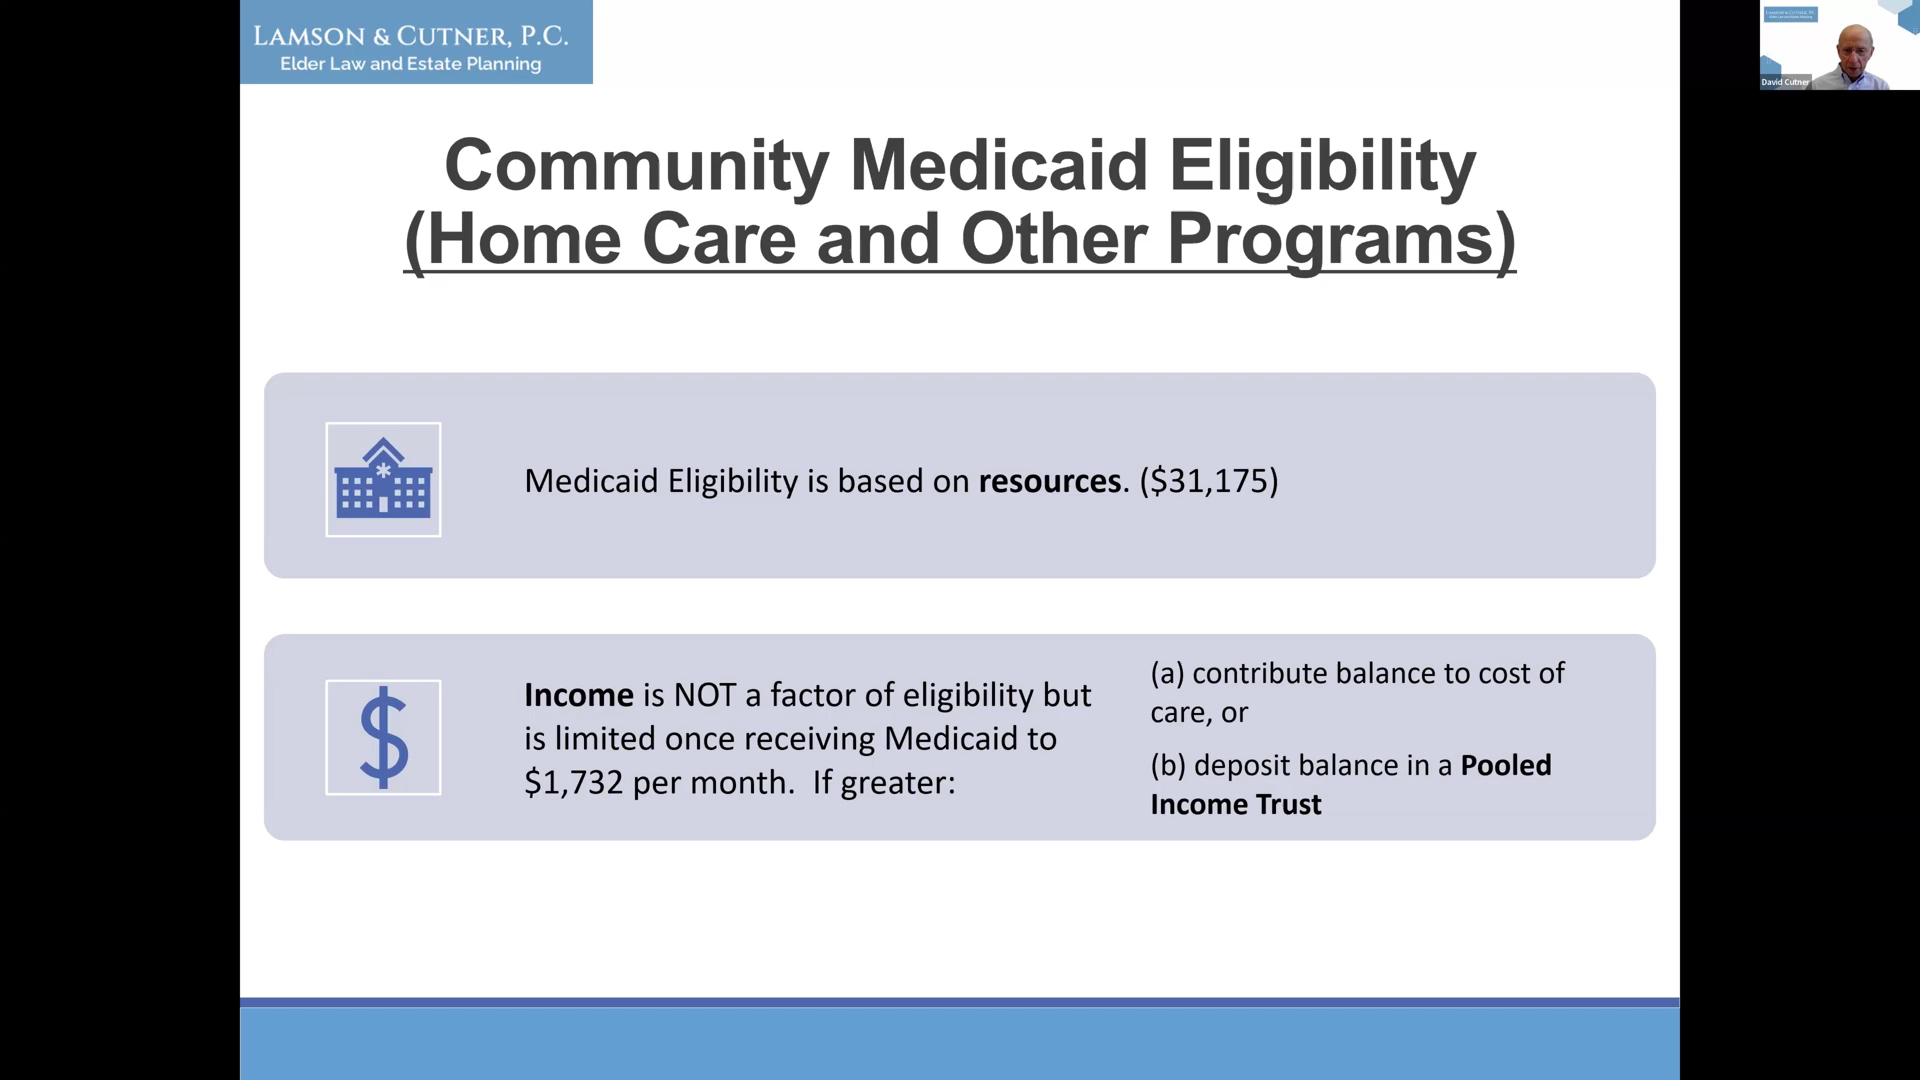 LAMSON & CUTNER, P.C.
Elder Law and Estate Planning
David Cutner
Community Medicaid Eligibility
(Home Care and Other Programs)
Medicaid Eligibility is based on resources. ($31,175)
Income is NOT a factor of eligibility but
is limited once receiving Medicaid to
$1,732 per month.  If greater:
(a) contribute balance to cost of
care, or
(b) deposit balance in a Pooled
Income Trust